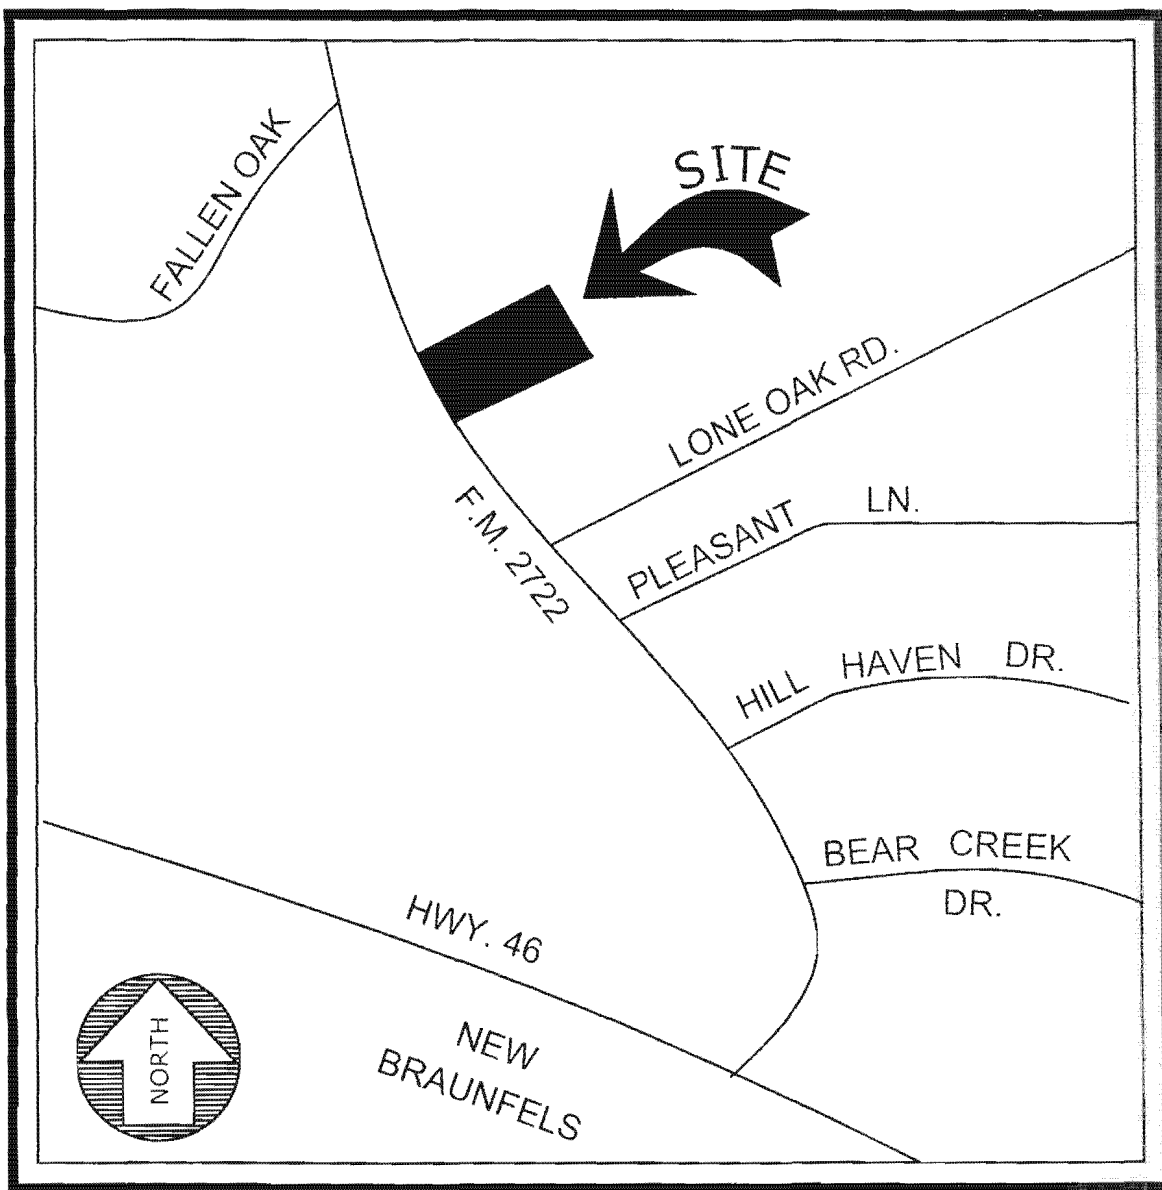 SITE
FALLEN OAK
LONE OAK RD.
F.M. 2722
PLEASANT LN.
HILL HAVEN DR.
BEAR CREEK
DR.
HWY. 46
NEW
BRAUNFELS
NORTH